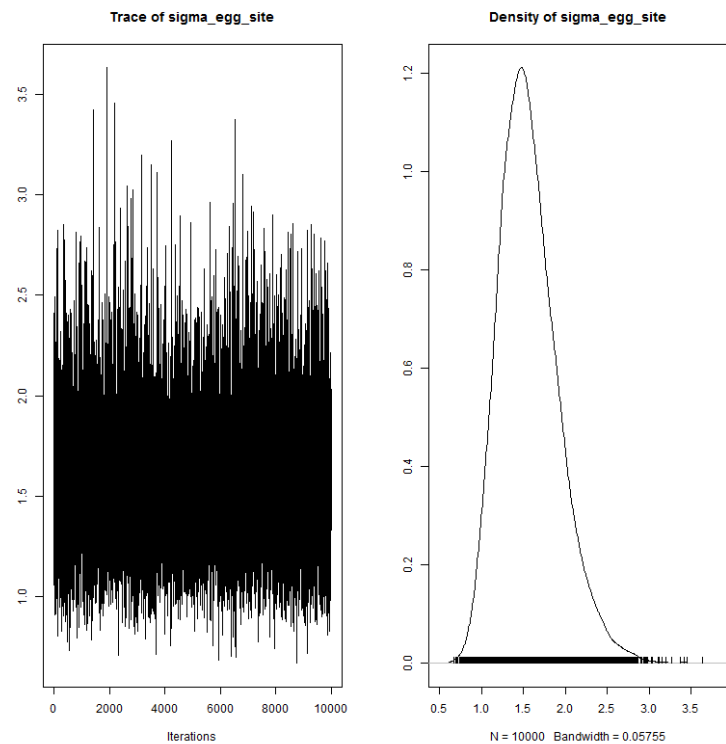 Trace of sigma_egg_site
3.5
3.0
2.5
2.0
1.5
1.0
0 2000 4000 6000 10000
Iterations
Density of sigma_egg_site
1.2
1.0
0.8
0.6
0.4
0.2
0.0
0.5 1.0 1.5 2.0 2.5 3.0 3.5
N = 10000 Bandwidth = 0.05755